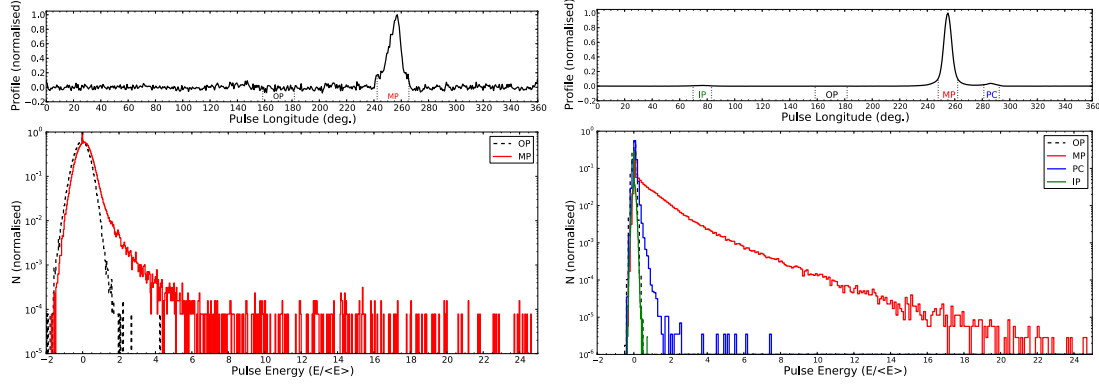 Profile (normalised)
1.0
0.8
0.6
0.4
0.2
0.0
−0.2
OP
MP
0 20 40 60 80 100 120 140 160 180 200 220 240 260 280 300 320 340 360
Pulse Longitude (deg.)
N (normalised)
10^0
10^-1
10^-2
10^-3
10^-4
10^-5
OP
MP
−2 0 2 4 6 8 10 12 14 16 18 20 22 24
Pulse Energy (E/<E>)
Profile (normalised)
1.0
0.8
0.6
0.4
0.2
0.0
−0.2
IP
OP
MP
PC
20 40 60 80 100 120 140 160 180 200 220 240 260 280 300 320 340 360
Pulse Longitude (deg.)
N (normalised)
10^0
10^-1
10^-2
10^-3
10^-4
10^-5
10^-6
OP
MP
PC
IP
−2 0 2 4 6 8 10 12 14 16 18 20 22 24
Pulse Energy (E/<E>)